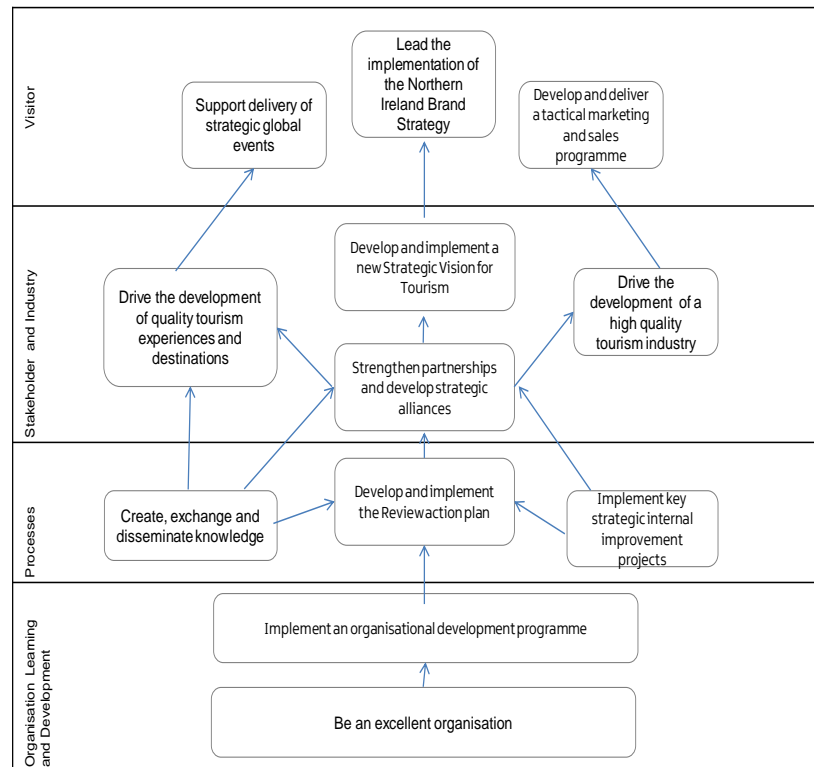 Visitor
Lead the
implementation of
the Northern
Ireland Brand
Strategy
Support delivery of
strategic global
events
Develop and deliver
a tactical marketing
and sales
programme
Stakeholder and Industry
Develop and implement a
new Strategic Vision for
Tourism
Drive the development
of quality tourism
experiences and
destinations
Drive the
development of a
high quality
tourism industry
Strengthen partnerships
and develop strategic
alliances
Processes
Create, exchange and
disseminate knowledge
Develop and implement
the Review action plan
Implement key
strategic internal
improvement
projects
Organisation Learning
and Development
Implement an organisational development programme
Be an excellent organisation